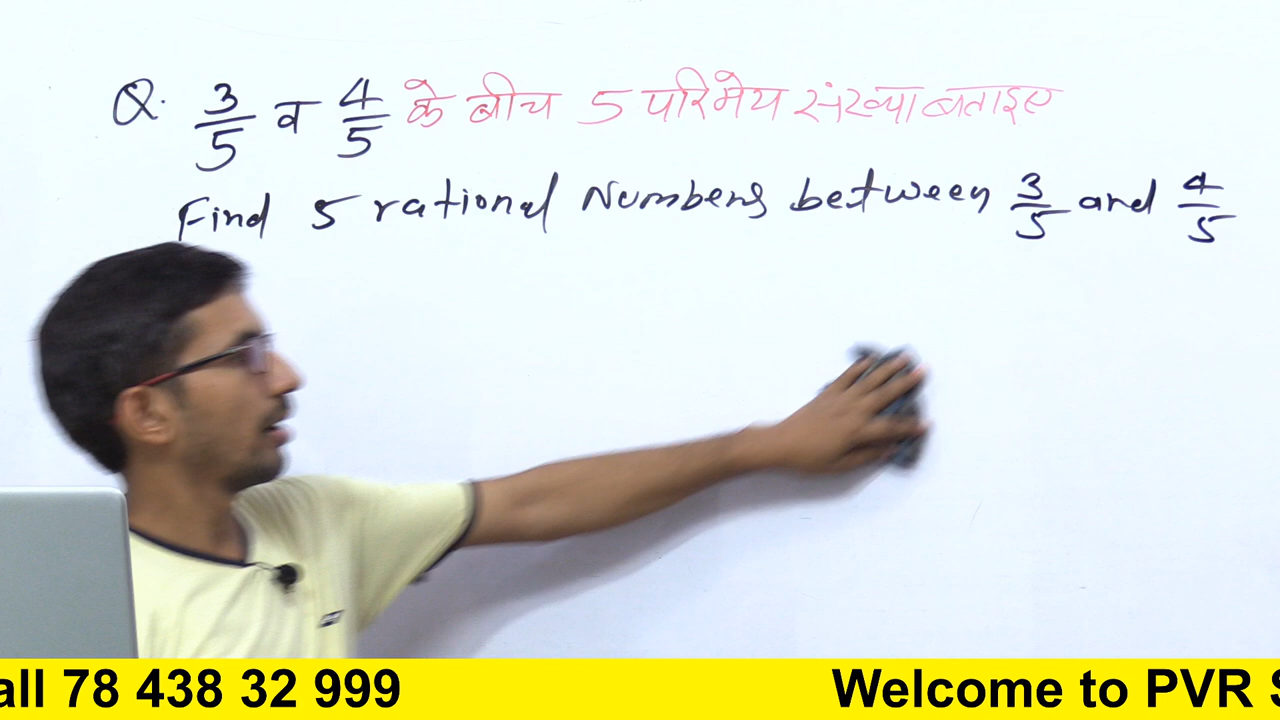 Q. 3/5 व 4/5 के बीच 5 परिमेय संख्या बताइए
Find 5 rational Numbers between 3/5 and 4/5
all 78 438 32 999 Welcome to PVR S